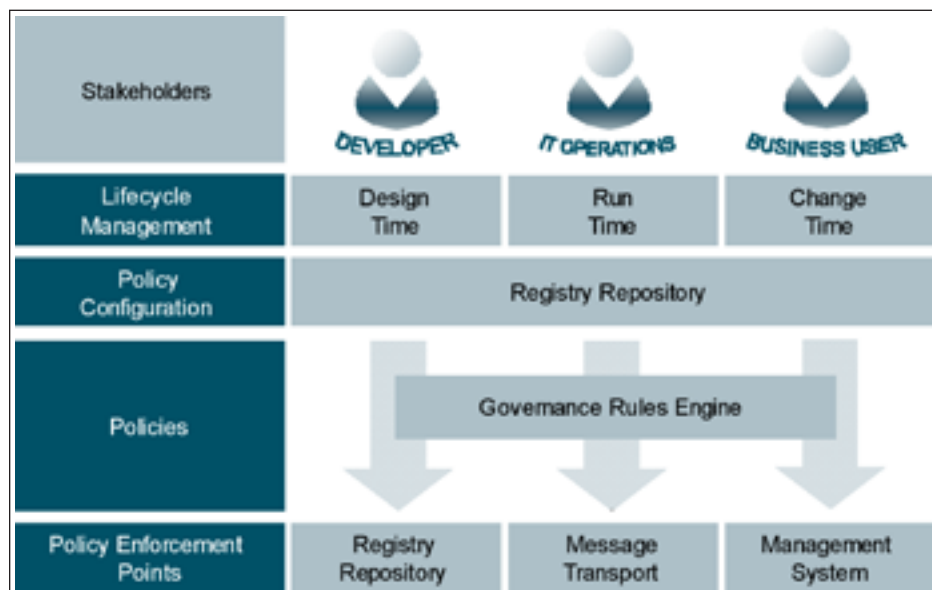 Stakeholders
DEVELOPER
IT OPERATIONS
BUSINESS USER
Lifecycle
Management
Design
Time
Run
Time
Change
Time
Policy
Configuration
Registry Repository
Policies
Governance Rules Engine
Policy Enforcement
Points
Registry
Repository
Message
Transport
Management
System